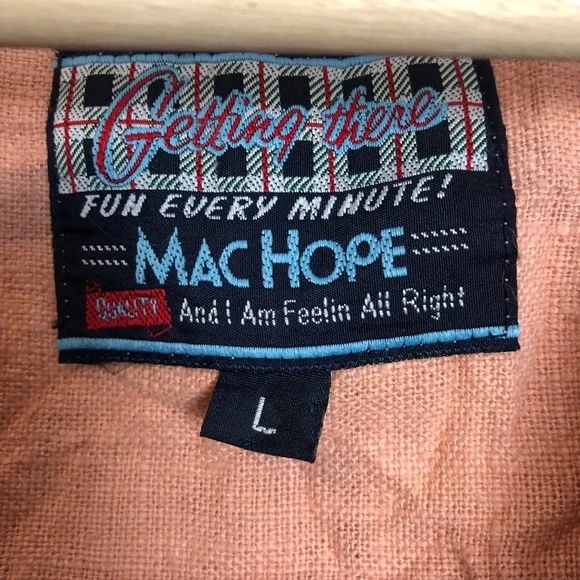 Getting there
FUN EVERY MINUTE!
MAC HOPE
QUALITY And I Am Feelin All Right
L